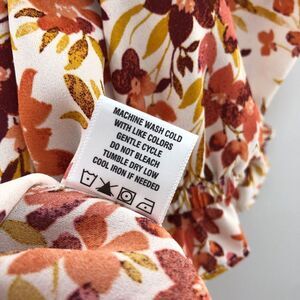 MACHINE WASH COLD
WITH LIKE COLORS
GENTLE CYCLE
DO NOT BLEACH
TUMBLE DRY LOW
COOL IRON IF NEEDED